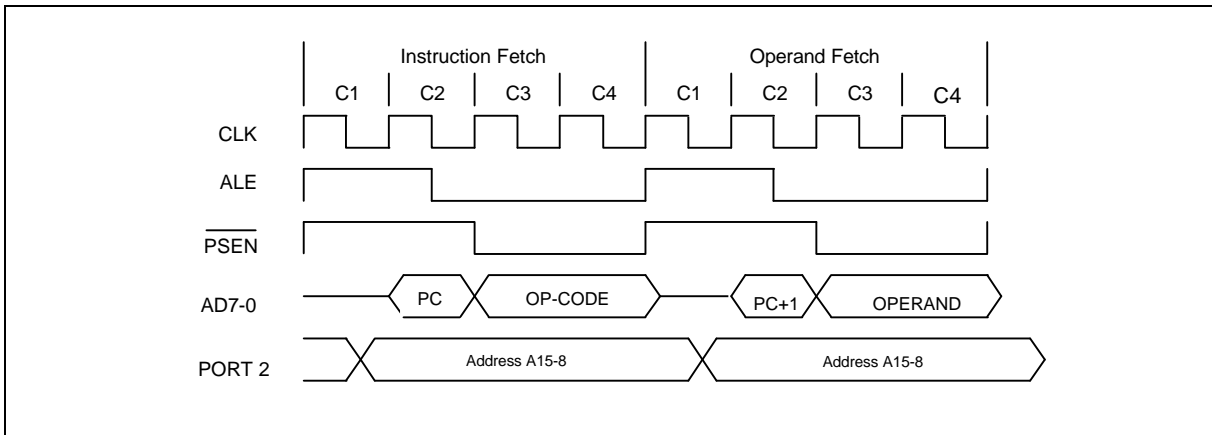 Instruction Fetch Operand Fetch
C1 C2 C3 C4 C1 C2 C3 C4
CLK
ALE
PSEN
AD7-0 PC OP-CODE PC+1 OPERAND
PORT 2 Address A15-8 Address A15-8